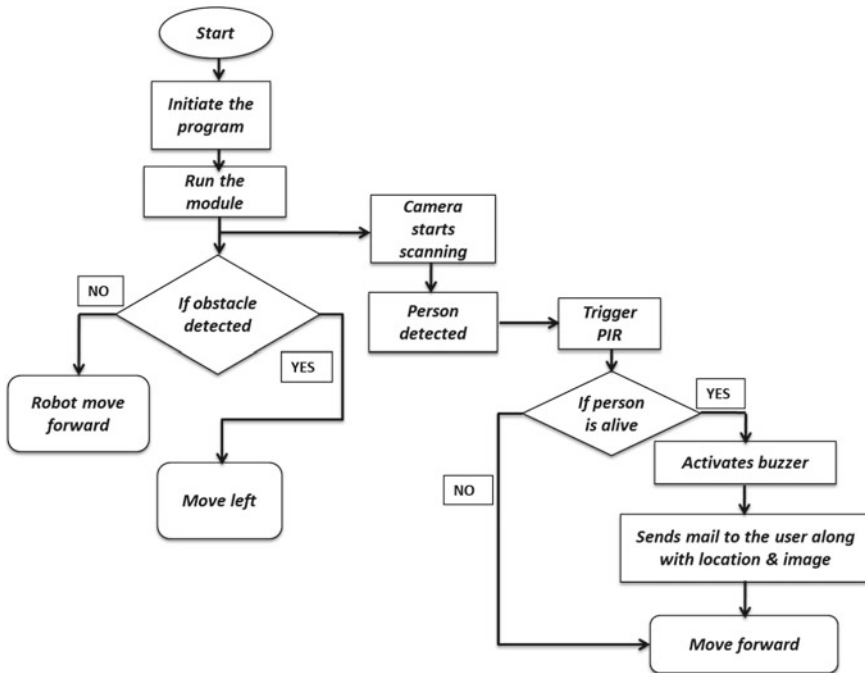 Start
Initiate the
program
Run the
module
Camera
starts
scanning
NO
If obstacle
detected
YES
Robot move
forward
Move left
Person
detected
Trigger
PIR
If person
is alive
YES
NO
Activates buzzer
Sends mail to the user along
with location & image
Move forward